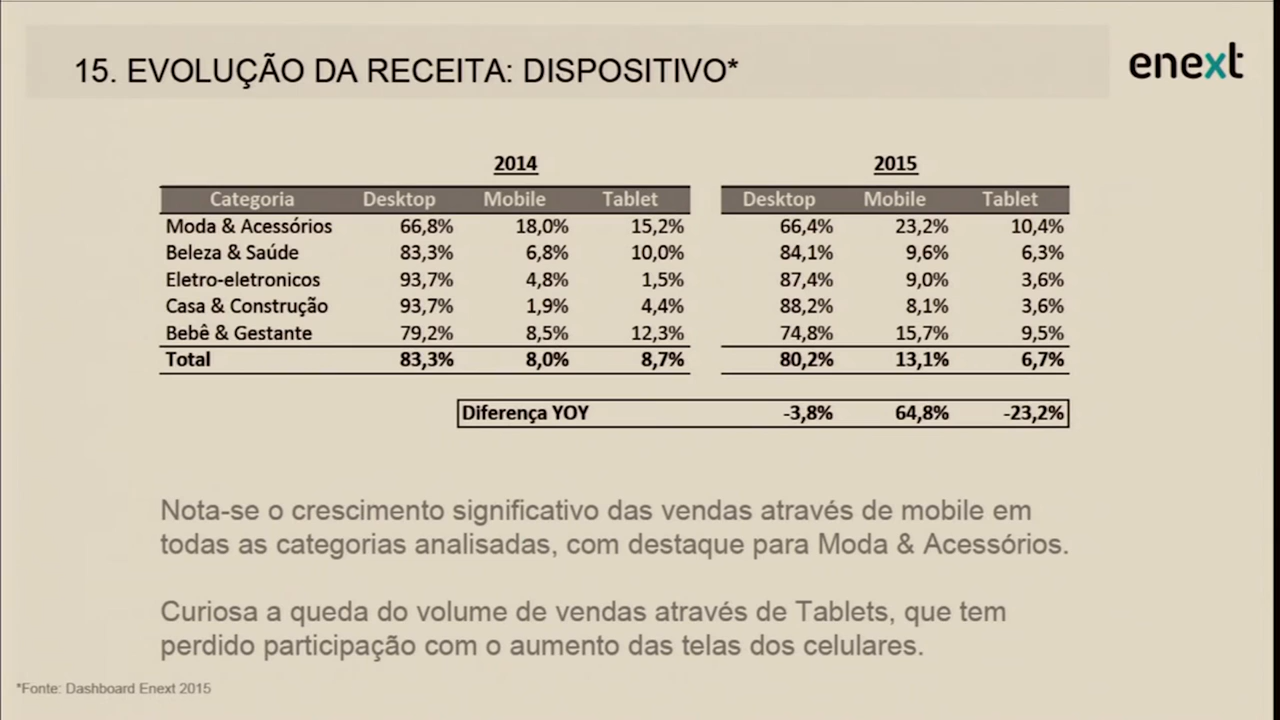 15. EVOLUÇÃO DA RECEITA: DISPOSITIVO*
enext
2014 2015
Categoria Desktop Mobile Tablet Desktop Mobile Tablet
Moda & Acessórios 66,8% 18,0% 15,2% 66,4% 23,2% 10,4%
Beleza & Saúde 83,3% 6,8% 10,0% 84,1% 9,6% 6,3%
Eletro-eletronicos 93,7% 4,8% 1,5% 87,4% 9,0% 3,6%
Casa & Construção 93,7% 1,9% 4,4% 88,2% 8,1% 3,6%
Bebê & Gestante 79,2% 8,5% 12,3% 74,8% 15,7% 9,5%
Total 83,3% 8,0% 8,7% 80,2% 13,1% 6,7%
Diferença YOY -3,8% 64,8% -23,2%
Nota-se o crescimento significativo das vendas através de mobile em
todas as categorias analisadas, com destaque para Moda & Acessórios.
Curiosa a queda do volume de vendas através de Tablets, que tem
perdido participação com o aumento das telas dos celulares.
*Fonte: Dashboard Enext 2015